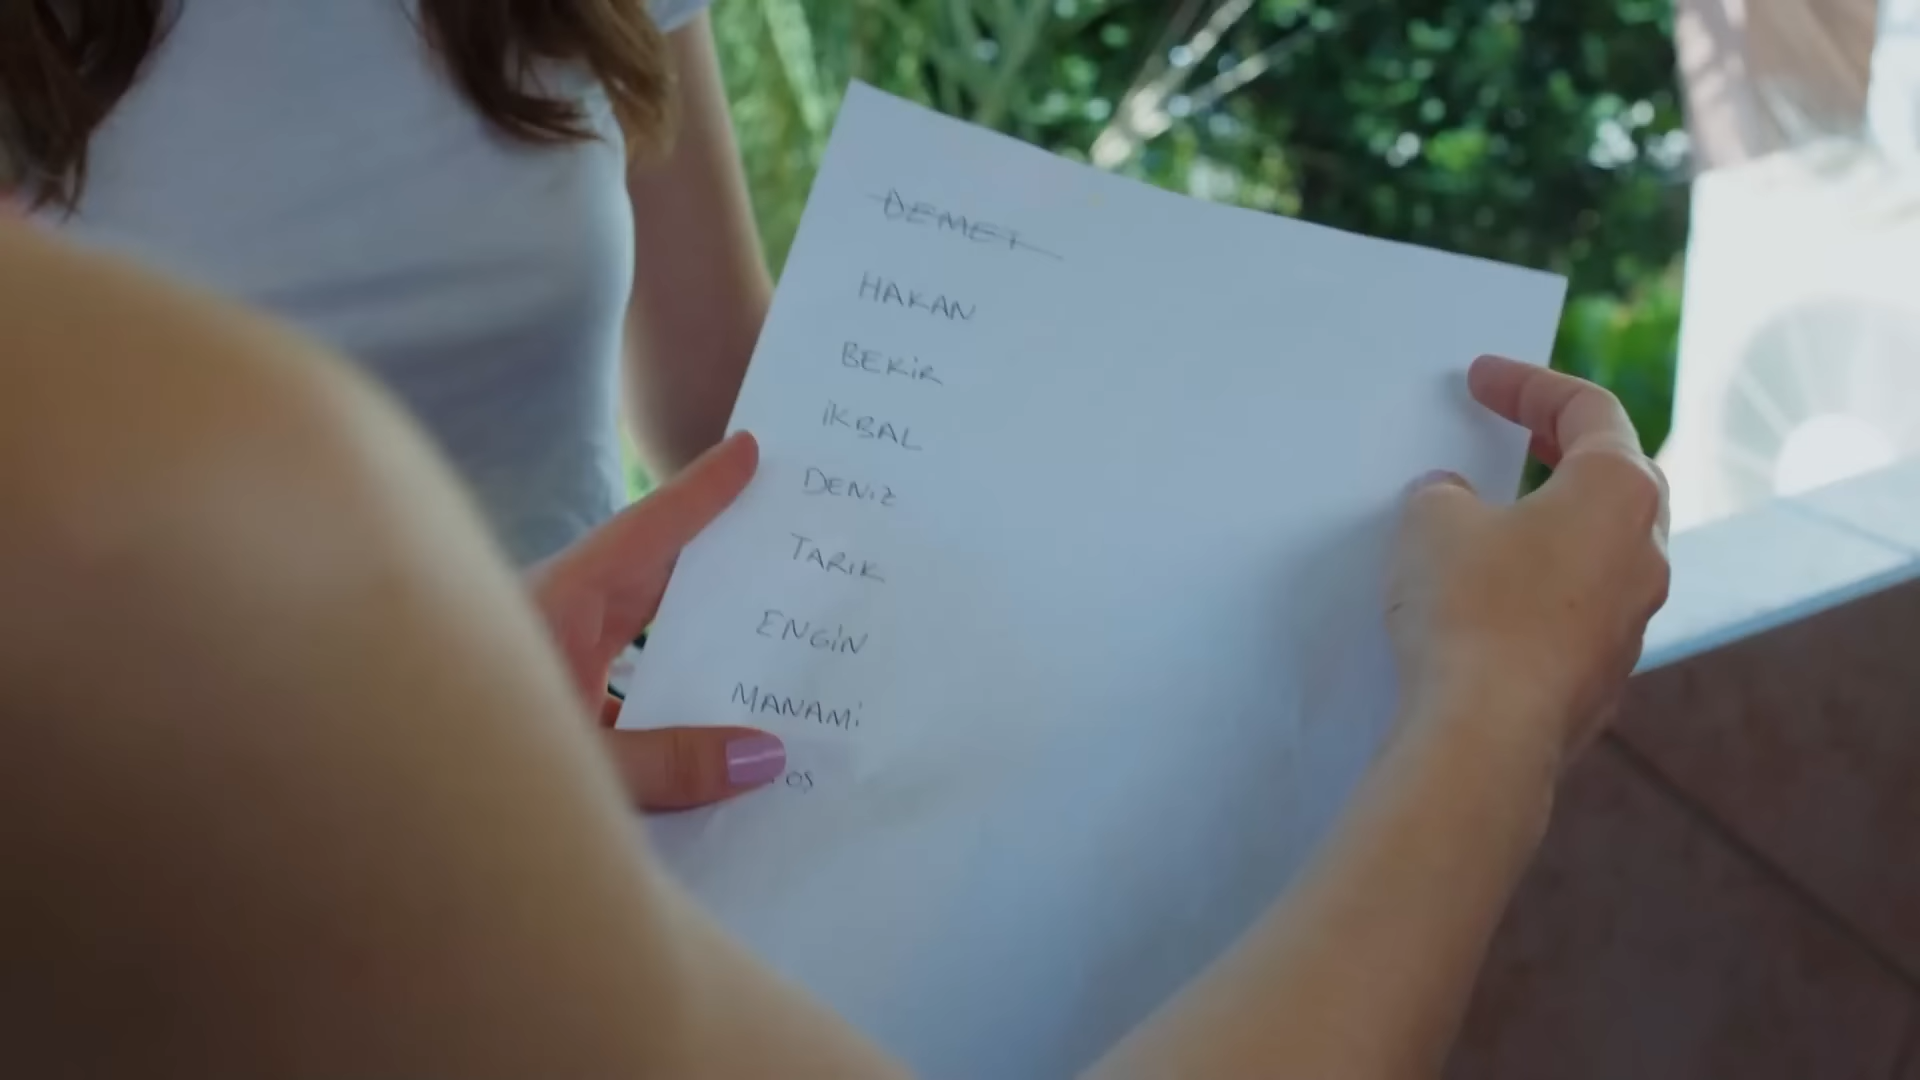 DEMET
HAKAN
BEKİR
İKBAL
DENİZ
TARIK
ENGİN
MANAMİ